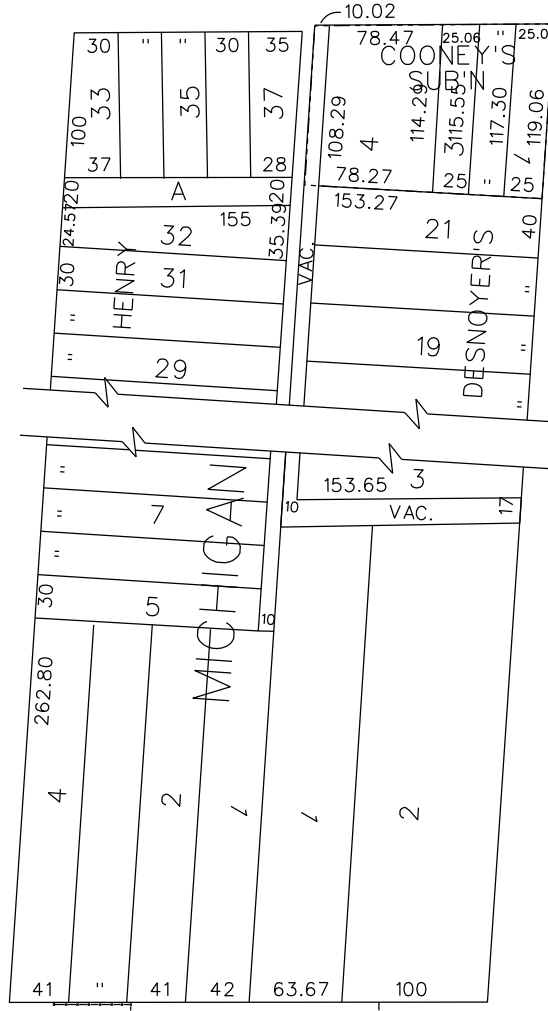 10.02
30 " " 30 35
78.47 25.06 " 25.0
COONEY'S
SUB'N
33 35 37
100
108.29 4 114.29 3 115.55 117.30 1 119.06
37 28
78.27 25 " 25
20 A 20
153.27
24.57 32 155 35.39
21 40
HENRY
VAC.
DESNOYER'S
30 31
"
" 19 "
" 29
"
" 153.65 3
10 VAC. 17
" 7
MICHIGAN
"
30 5 10
262.80
4 2 1 1 2
41 " 41 42 63.67 100